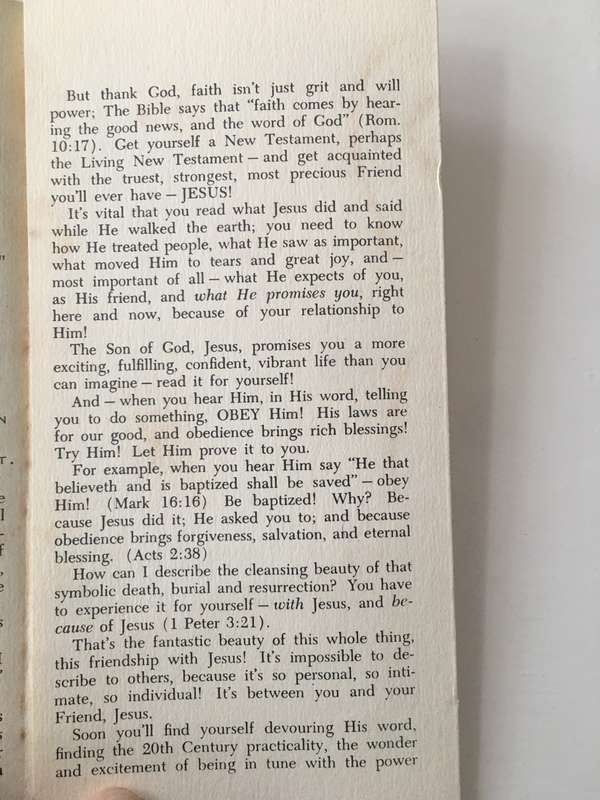 But thank God, faith isn't just grit and will
power; The Bible says that "faith comes by hear-
ing the good news, and the word of God" (Rom.
10:17). Get yourself a New Testament, perhaps
the Living New Testament — and get acquainted
with the truest, strongest, most precious Friend
you'll ever have — JESUS!
It's vital that you read what Jesus did and said
while He walked the earth; you need to know
how He treated people, what He saw as important,
what moved Him to tears and great joy, and —
most important of all — what He expects of you,
as His friend, and what He promises you, right
here and now, because of your relationship to
Him!
The Son of God, Jesus, promises you a more
exciting, fulfilling, confident, vibrant life than you
can imagine — read it for yourself!
And — when you hear Him, in His word, telling
you to do something, OBEY Him! His laws are
for our good, and obedience brings rich blessings!
Try Him! Let Him prove it to you.
For example, when you hear Him say "He that
believeth and is baptized shall be saved" — obey
Him! (Mark 16:16) Be baptized! Why? Be-
cause Jesus did it; He asked you to; and because
obedience brings forgiveness, salvation, and eternal
blessing. (Acts 2:38)
How can I describe the cleansing beauty of that
symbolic death, burial and resurrection? You have
to experience it for yourself — with Jesus, and be-
cause of Jesus (1 Peter 3:21).
That's the fantastic beauty of this whole thing,
this friendship with Jesus! It's impossible to de-
scribe to others, because it's so personal, so inti-
mate, so individual! It's between you and your
Friend, Jesus.
Soon you'll find yourself devouring His word,
finding the 20th Century practicality, the wonder
and excitement of being in tune with the power